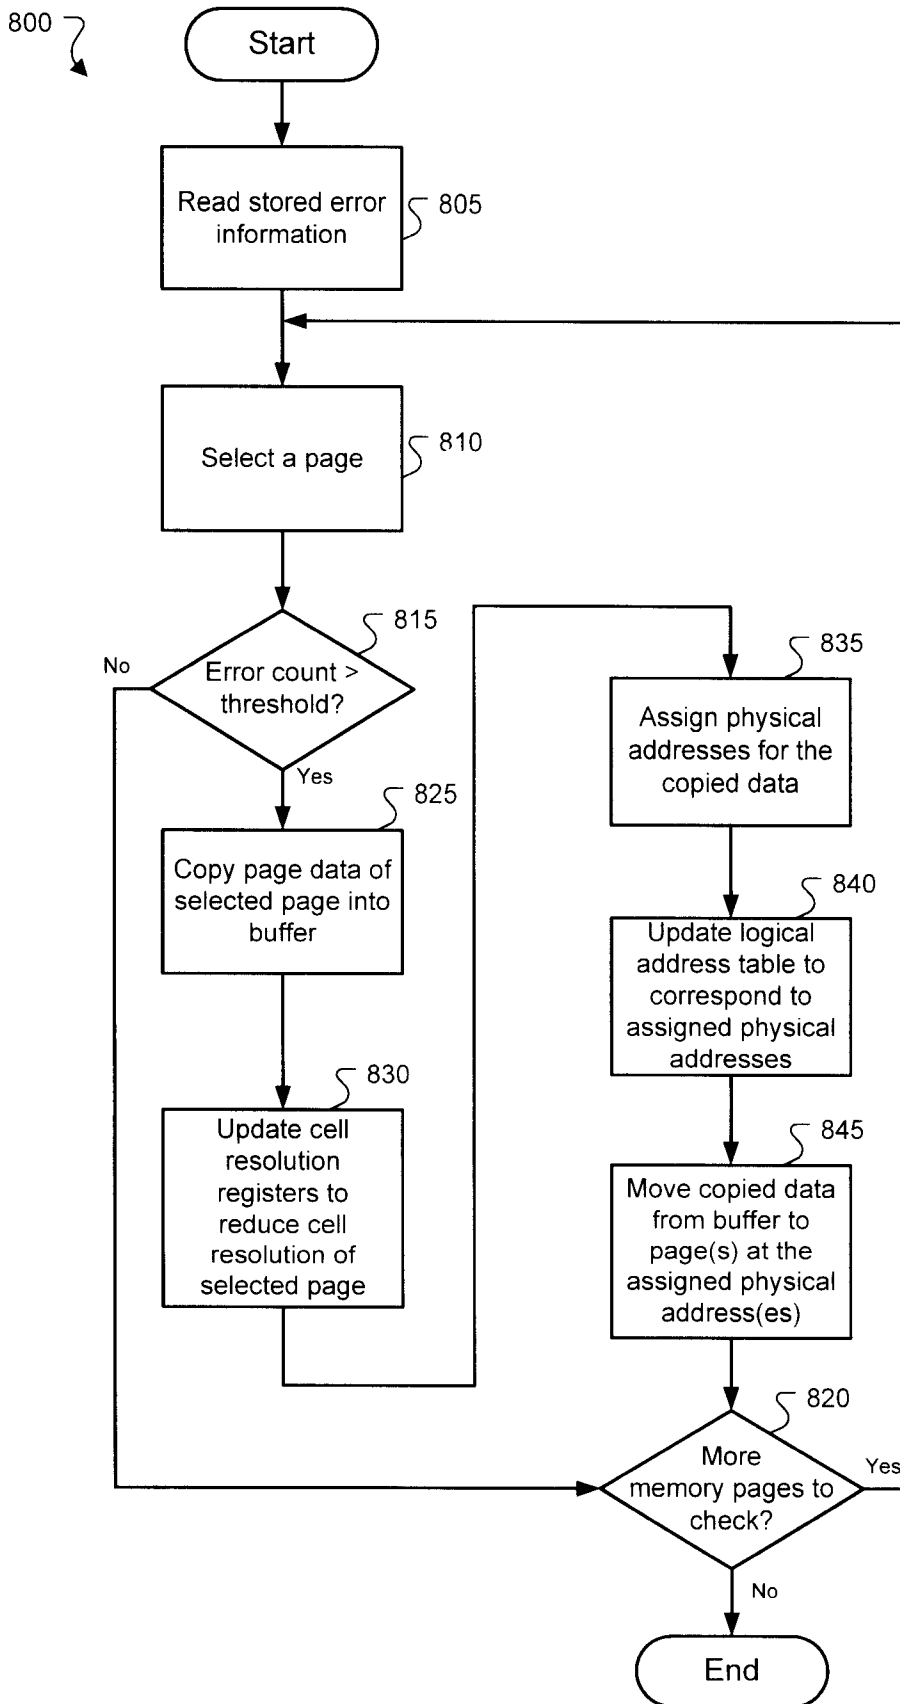 800
Start
Read stored error
information
805
Select a page
810
815
Error count >
threshold?
No
Yes
825
Copy page data of
selected page into
buffer
830
Update cell
resolution
registers to
reduce cell
resolution of
selected page
835
Assign physical
addresses for the
copied data
840
Update logical
address table to
correspond to
assigned physical
addresses
845
Move copied data
from buffer to
page(s) at the
assigned physical
address(es)
820
More
memory pages to
check?
Yes
No
End